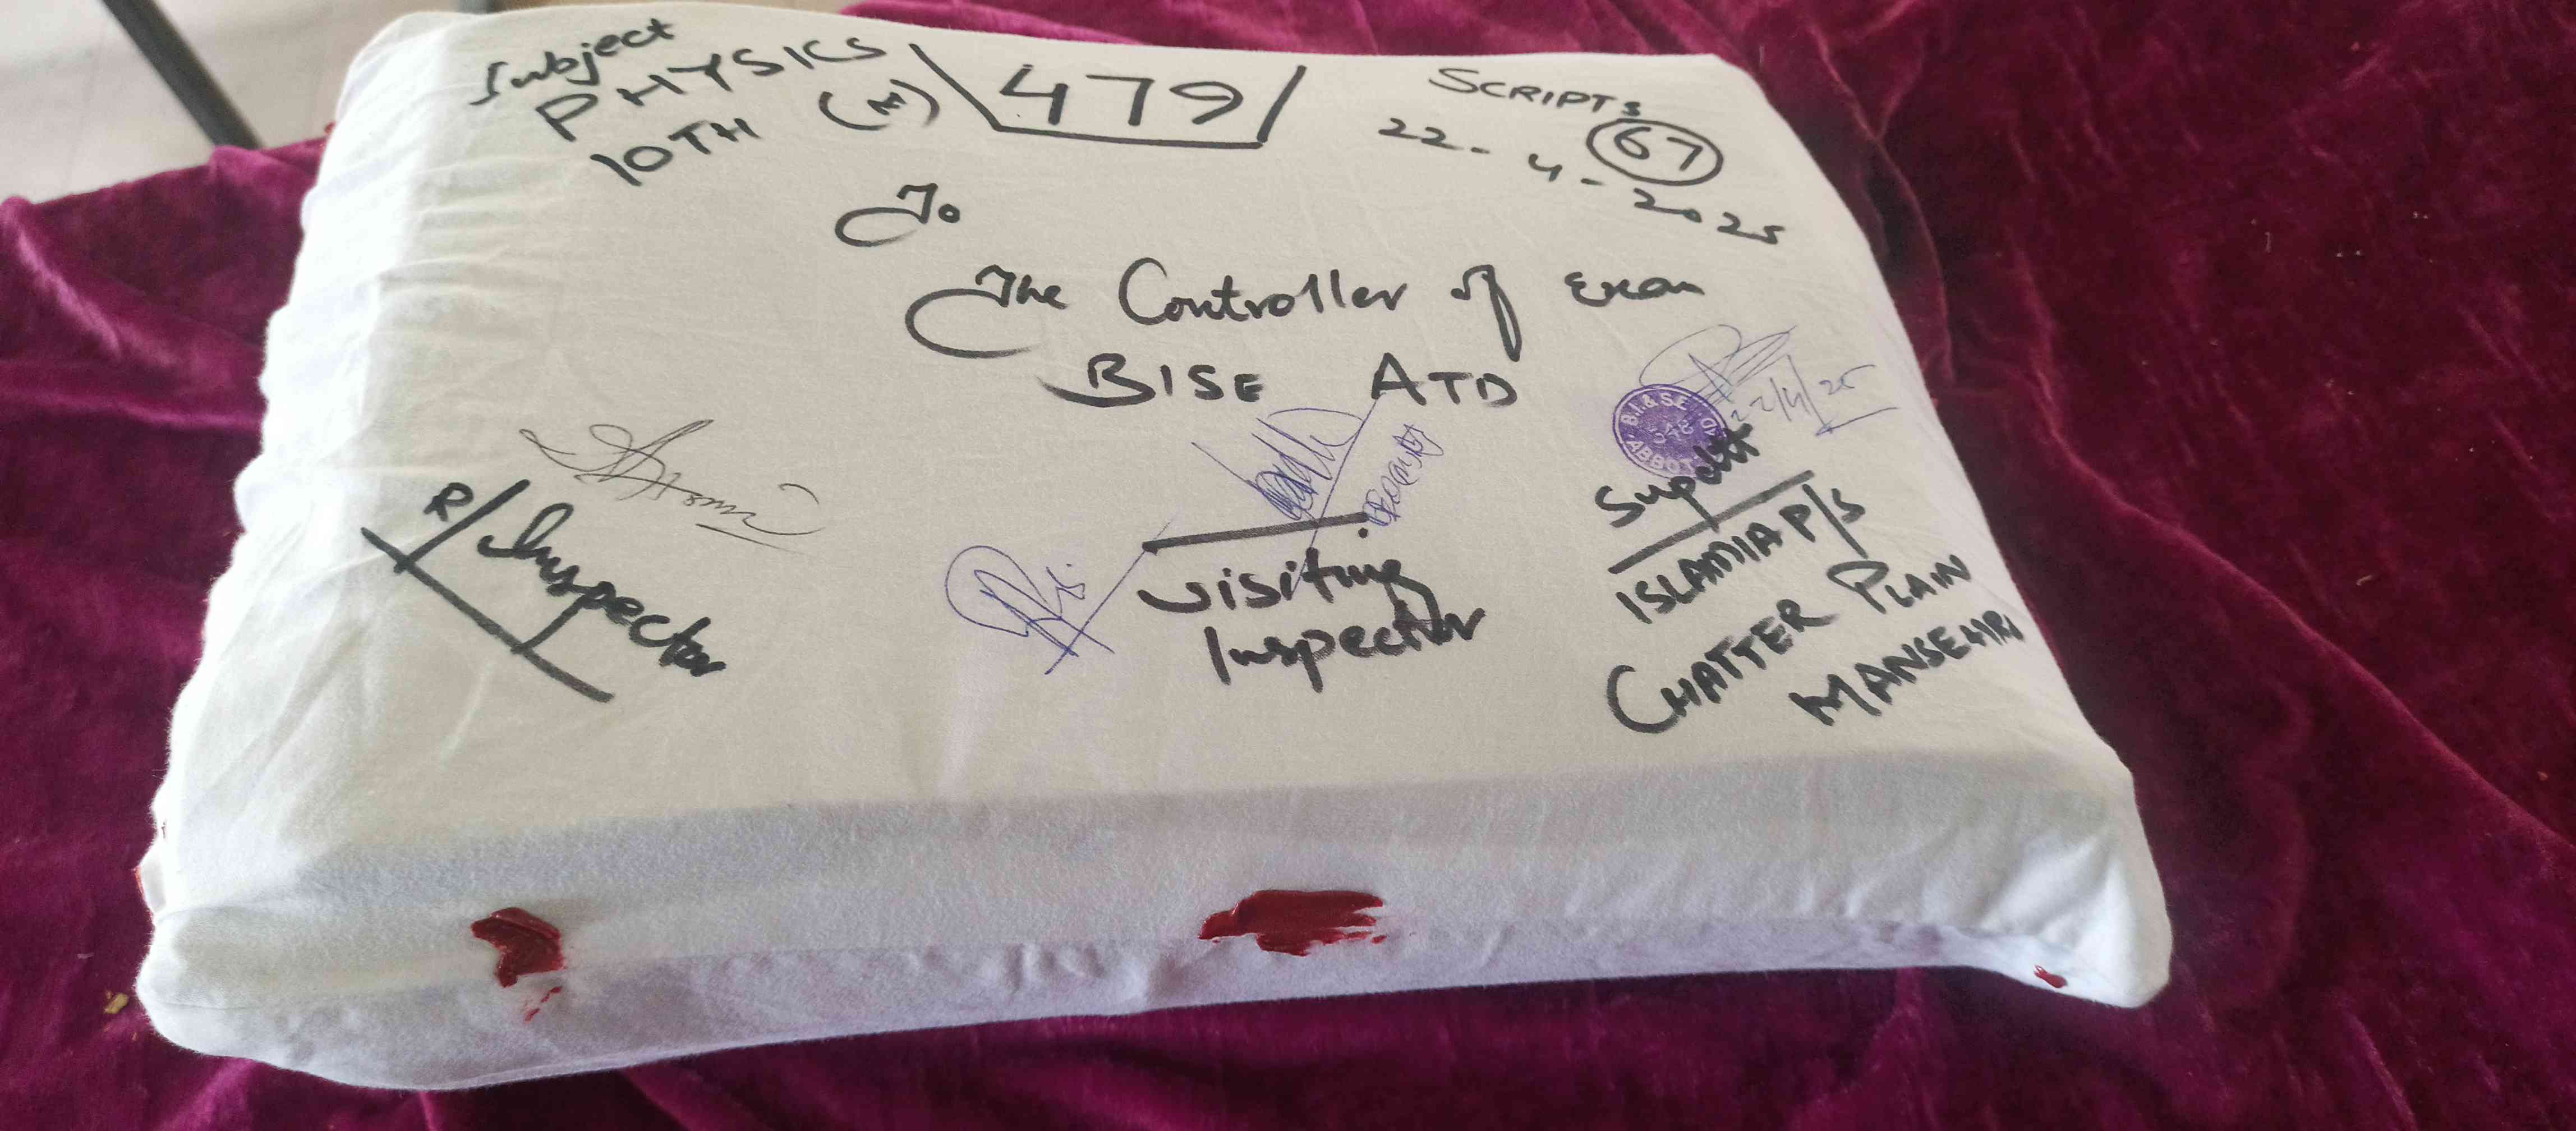 Subject
PHYSICS
10TH (M)
479
SCRIPTS
67
22-4-2025
To
The Controller of Exam
BISE ATD
22/4/25
B.I.&S.E
ABBOT
R/Inspector
Visiting
Inspector
Supdtt
ISLAMIA P/S
CHATTER PLAIN
MANSEHRA